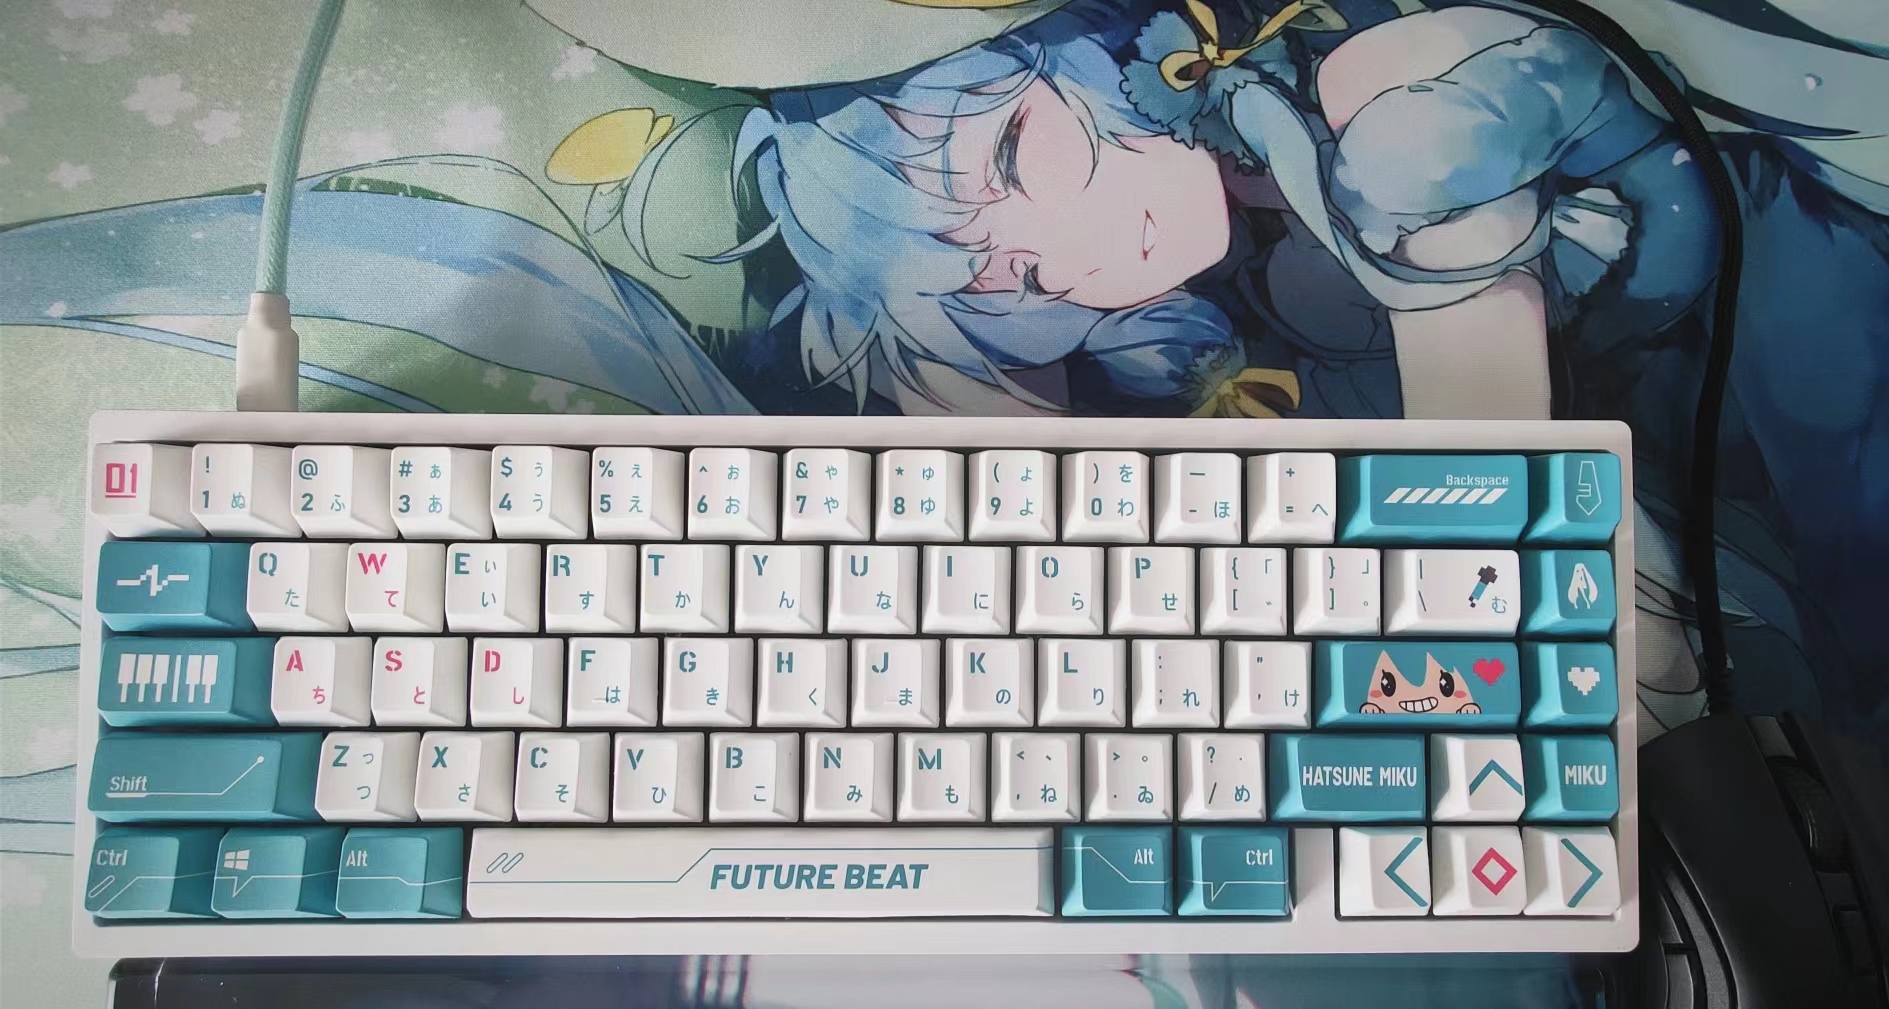 01 ! @ # ぁ $ ぅ % ぇ ^ ぉ & ゃ * ゅ ( ょ ) を — + Backspace
1 ぬ 2 ふ 3 あ 4 う 5 え 6 お 7 や 8 ゆ 9 よ 0 わ - ほ = へ
Q W E ぃ R T Y U I O P { 「 } 」 |
た て い す か ん な に ら せ [ ゛ ] 。 \ む
A S D F G H J K L : "
ち と し は き く ま の り ; れ ' け
Z っ X C V B N M < 、 > 。 ? ・ HATSUNE MIKU MIKU
Shift つ さ そ ひ こ み も , ね . ゐ / め
Ctrl Alt FUTURE BEAT Alt Ctrl